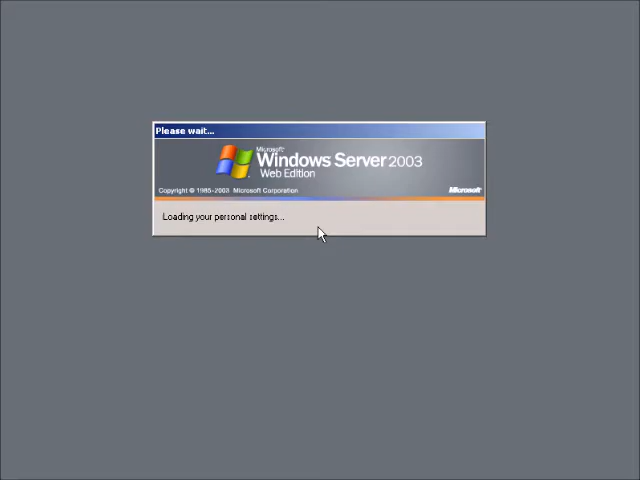 Please wait...
Microsoft
Windows Server 2003
Web Edition
Copyright © 1985-2003 Microsoft Corporation
Microsoft
Loading your personal settings...